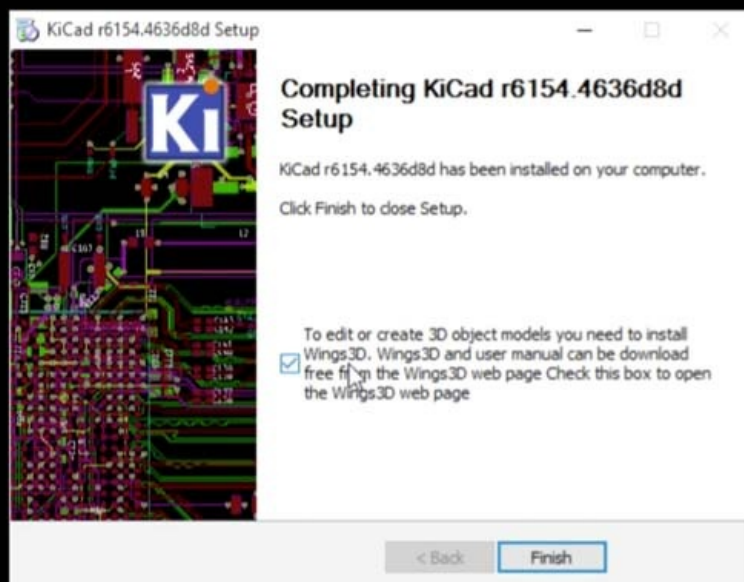 KiCad r6154.4636d8d Setup
Ki
Completing KiCad r6154.4636d8d
Setup
KiCad r6154.4636d8d has been installed on your computer.
Click Finish to close Setup.
To edit or create 3D object models you need to install
Wings3D. Wings3D and user manual can be download
free from the Wings3D web page Check this box to open
the Wings3D web page
< Back
Finish